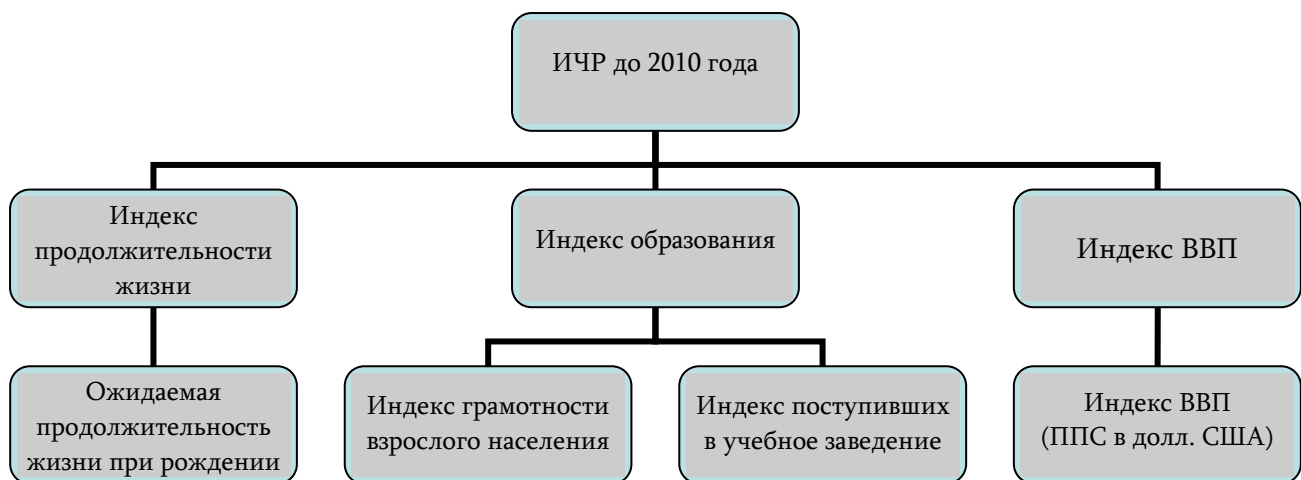 ИЧР до 2010 года
Индекс
продолжительности
жизни
Индекс образования
Индекс ВВП
Ожидаемая
продолжительность
жизни при рождении
Индекс грамотности
взрослого населения
Индекс поступивших
в учебное заведение
Индекс ВВП
(ППС в долл. США)